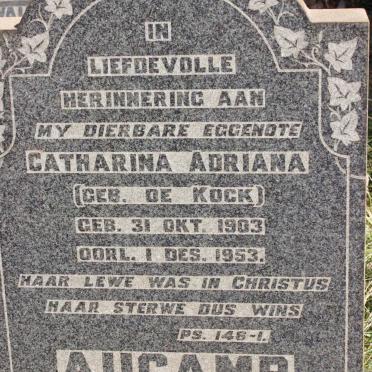 IN
LIEFDEVOLLE
HERINNERING AAN
MY DIERBARE EGGENOTE
CATHARINA ADRIANA
(GEB. DE KOCK)
GEB. 31 OKT. 1903
OORL. 1 DES. 1953.
HAAR LEWE WAS IN CHRISTUS
HAAR STERWE DUS WINS
PS. 146-1.
AUCAMP